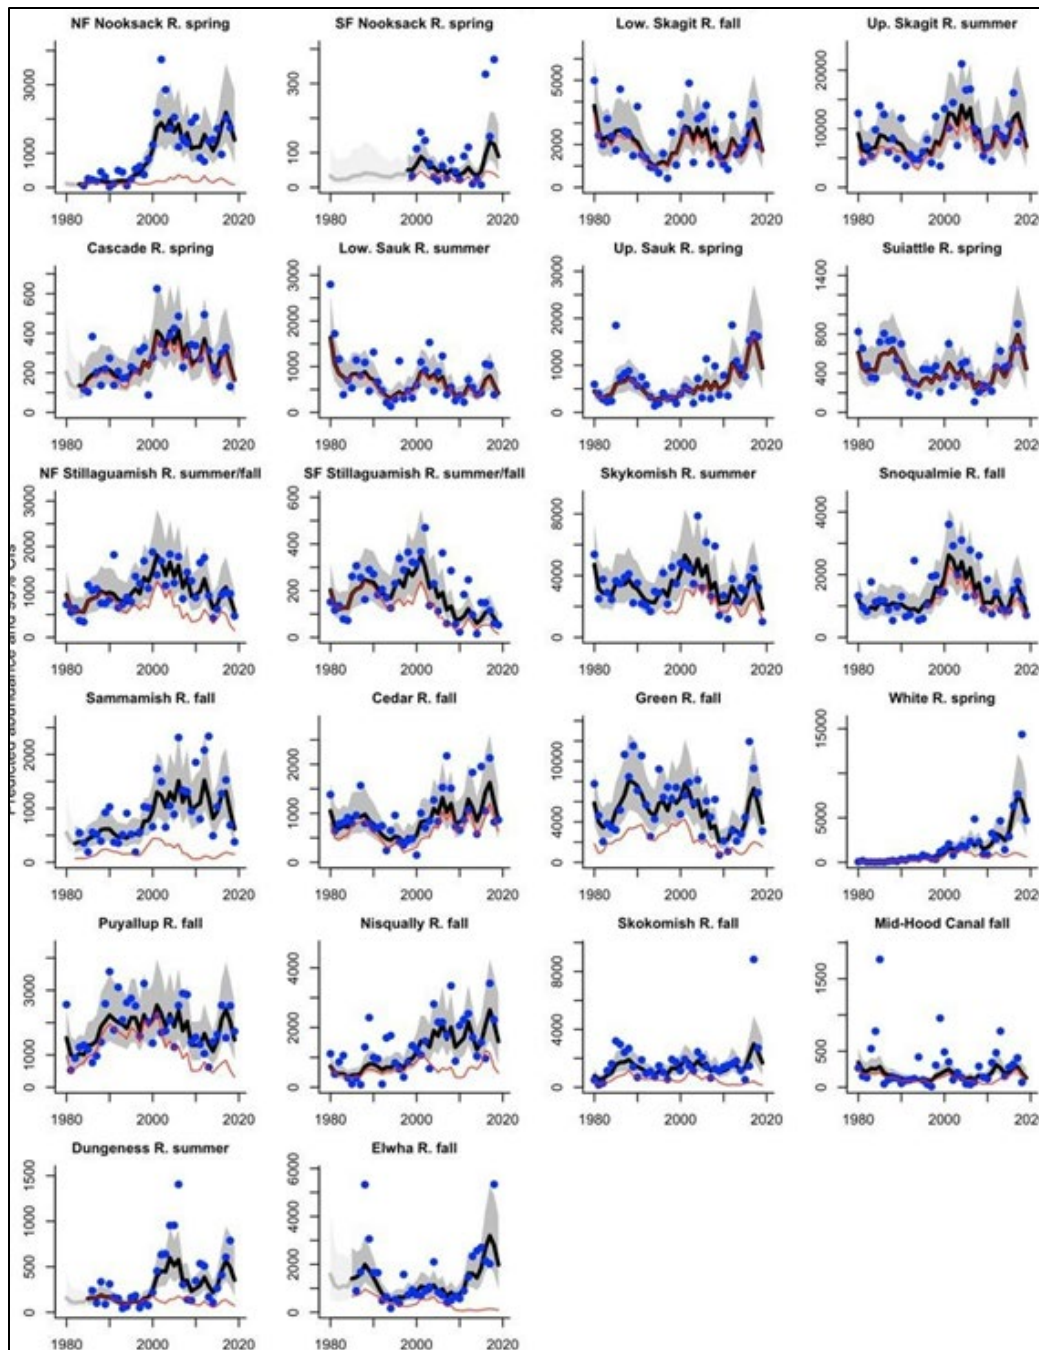 NF Nooksack R. spring
3000
1000
0
1980 2000 2020
SF Nooksack R. spring
300
100
0
1980 2000 2020
Low. Skagit R. fall
5000
2000
0
1980 2000 2020
Up. Skagit R. summer
20000
10000
0
1980 2000 2020
Cascade R. spring
600
400
200
0
1980 2000 2020
Low. Sauk R. summer
3000
2000
1000
0
1980 2000 2020
Up. Sauk R. spring
3000
2000
1000
0
1980 2000 2020
Suiattle R. spring
1400
800
400
0
1980 2000 2020
Predicted abundance and 95% CIs
NF Stillaguamish R. summer/fall
3000
2000
1000
0
1980 2000 2020
SF Stillaguamish R. summer/fall
600
400
200
0
1980 2000 2020
Skykomish R. summer
8000
4000
0
1980 2000 2020
Snoqualmie R. fall
4000
2000
0
1980 2000 2020
Sammamish R. fall
2000
1000
0
1980 2000 2020
Cedar R. fall
2000
1000
0
1980 2000 2020
Green R. fall
10000
4000
0
1980 2000 2020
White R. spring
15000
5000
0
1980 2000 2020
Puyallup R. fall
3000
1000
0
1980 2000 2020
Nisqually R. fall
4000
2000
0
1980 2000 2020
Skokomish R. fall
8000
4000
0
1980 2000 2020
Mid-Hood Canal fall
1500
500
0
1980 2000 2020
Dungeness R. summer
1500
1000
500
0
1980 2000 2020
Elwha R. fall
6000
4000
2000
0
1980 2000 2020